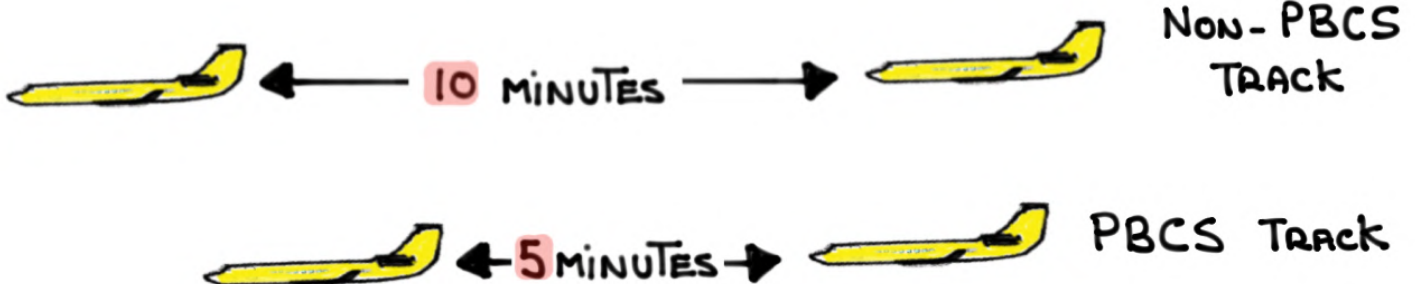 10 MINUTES
NON-PBCS
TRACK
5 MINUTES
PBCS TRACK